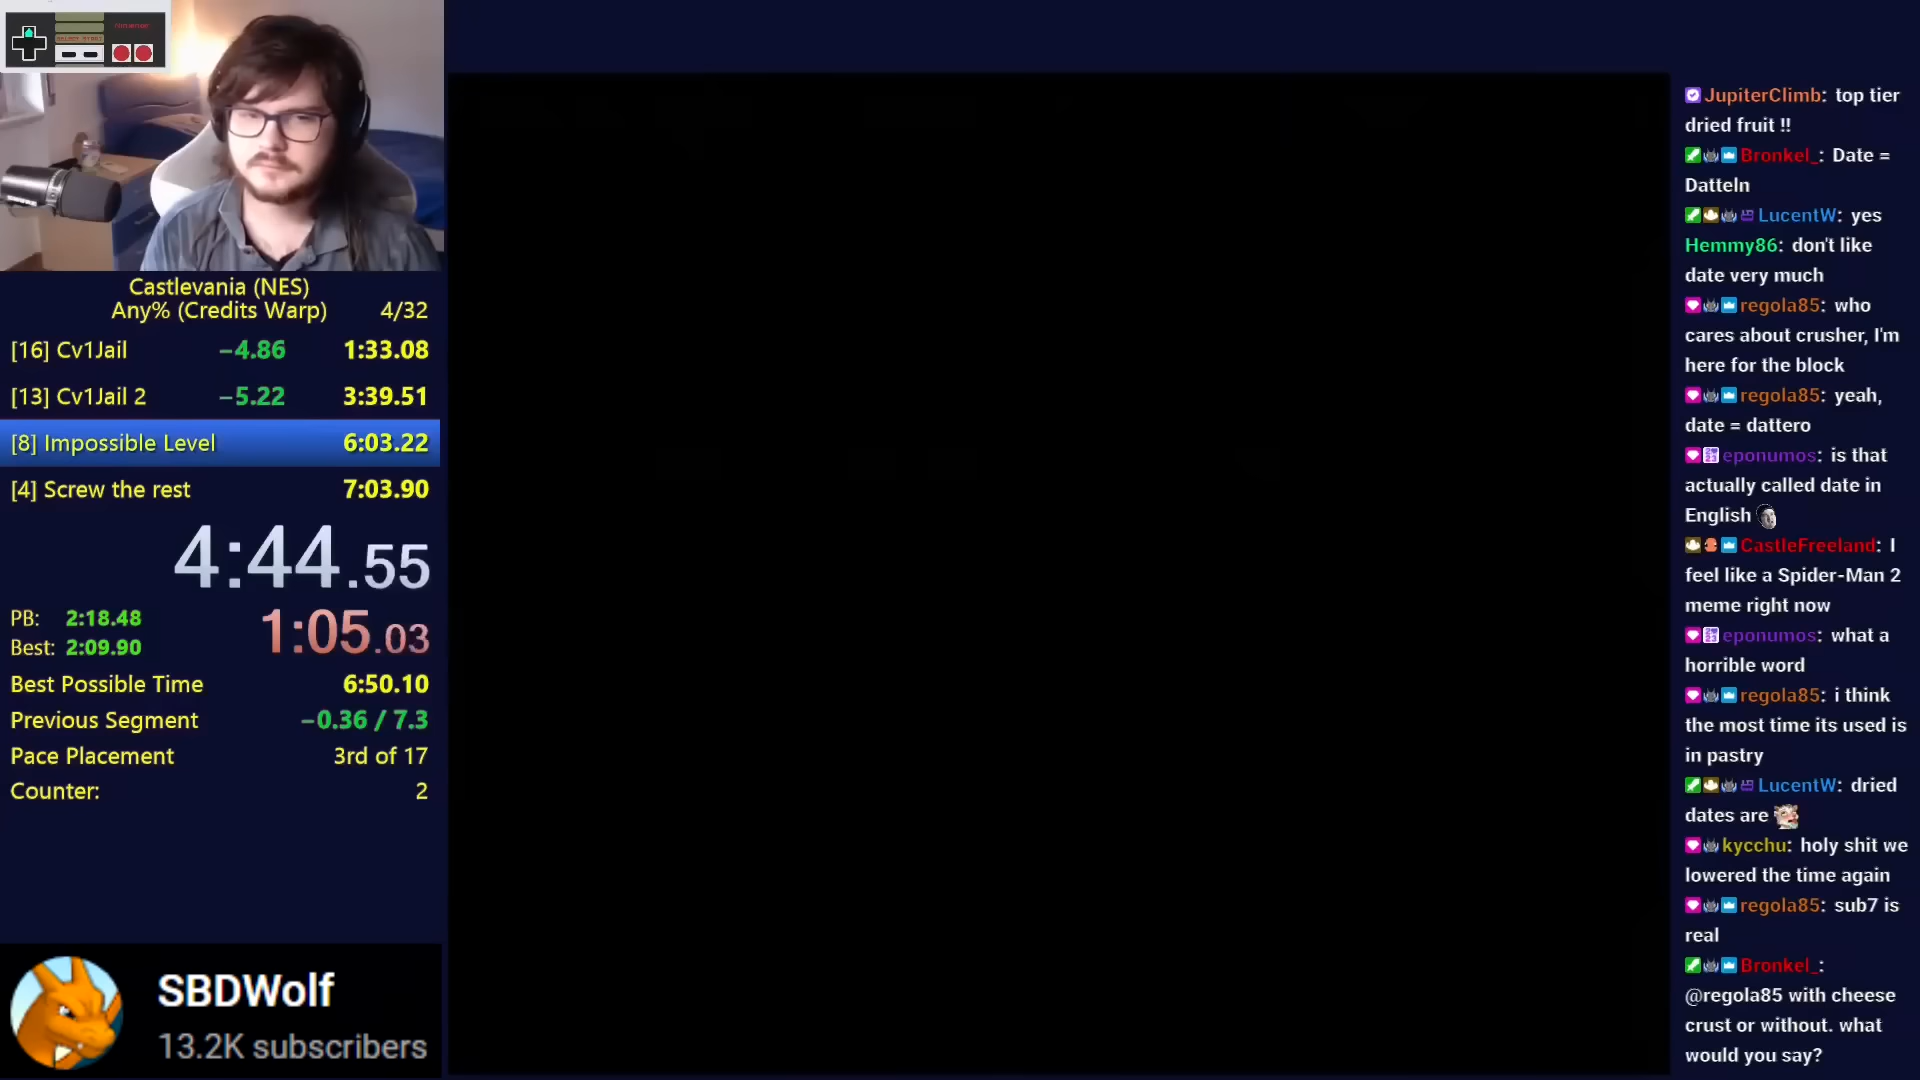 Castlevania (NES)
Any% (Credits Warp) 4/32
[16] Cv1Jail −4.86 1:33.08
[13] Cv1Jail 2 −5.22 3:39.51
[8] Impossible Level 6:03.22
[4] Screw the rest 7:03.90
4:44.55
PB: 2:18.48
Best: 2:09.90
1:05.03
Best Possible Time 6:50.10
Previous Segment −0.36 / 7.3
Pace Placement 3rd of 17
Counter: 2
SBDWolf
13.2K subscribers
JupiterClimb: top tier
dried fruit !!
Bronkel_: Date =
Datteln
LucentW: yes
Hemmy86: don't like
date very much
regola85: who
cares about crusher, I'm
here for the block
regola85: yeah,
date = dattero
eponumos: is that
actually called date in
English
CastleFreeland: I
feel like a Spider-Man 2
meme right now
eponumos: what a
horrible word
regola85: i think
the most time its used is
in pastry
LucentW: dried
dates are
kycchu: holy shit we
lowered the time again
regola85: sub7 is
real
Bronkel_:
@regola85 with cheese
crust or without. what
would you say?